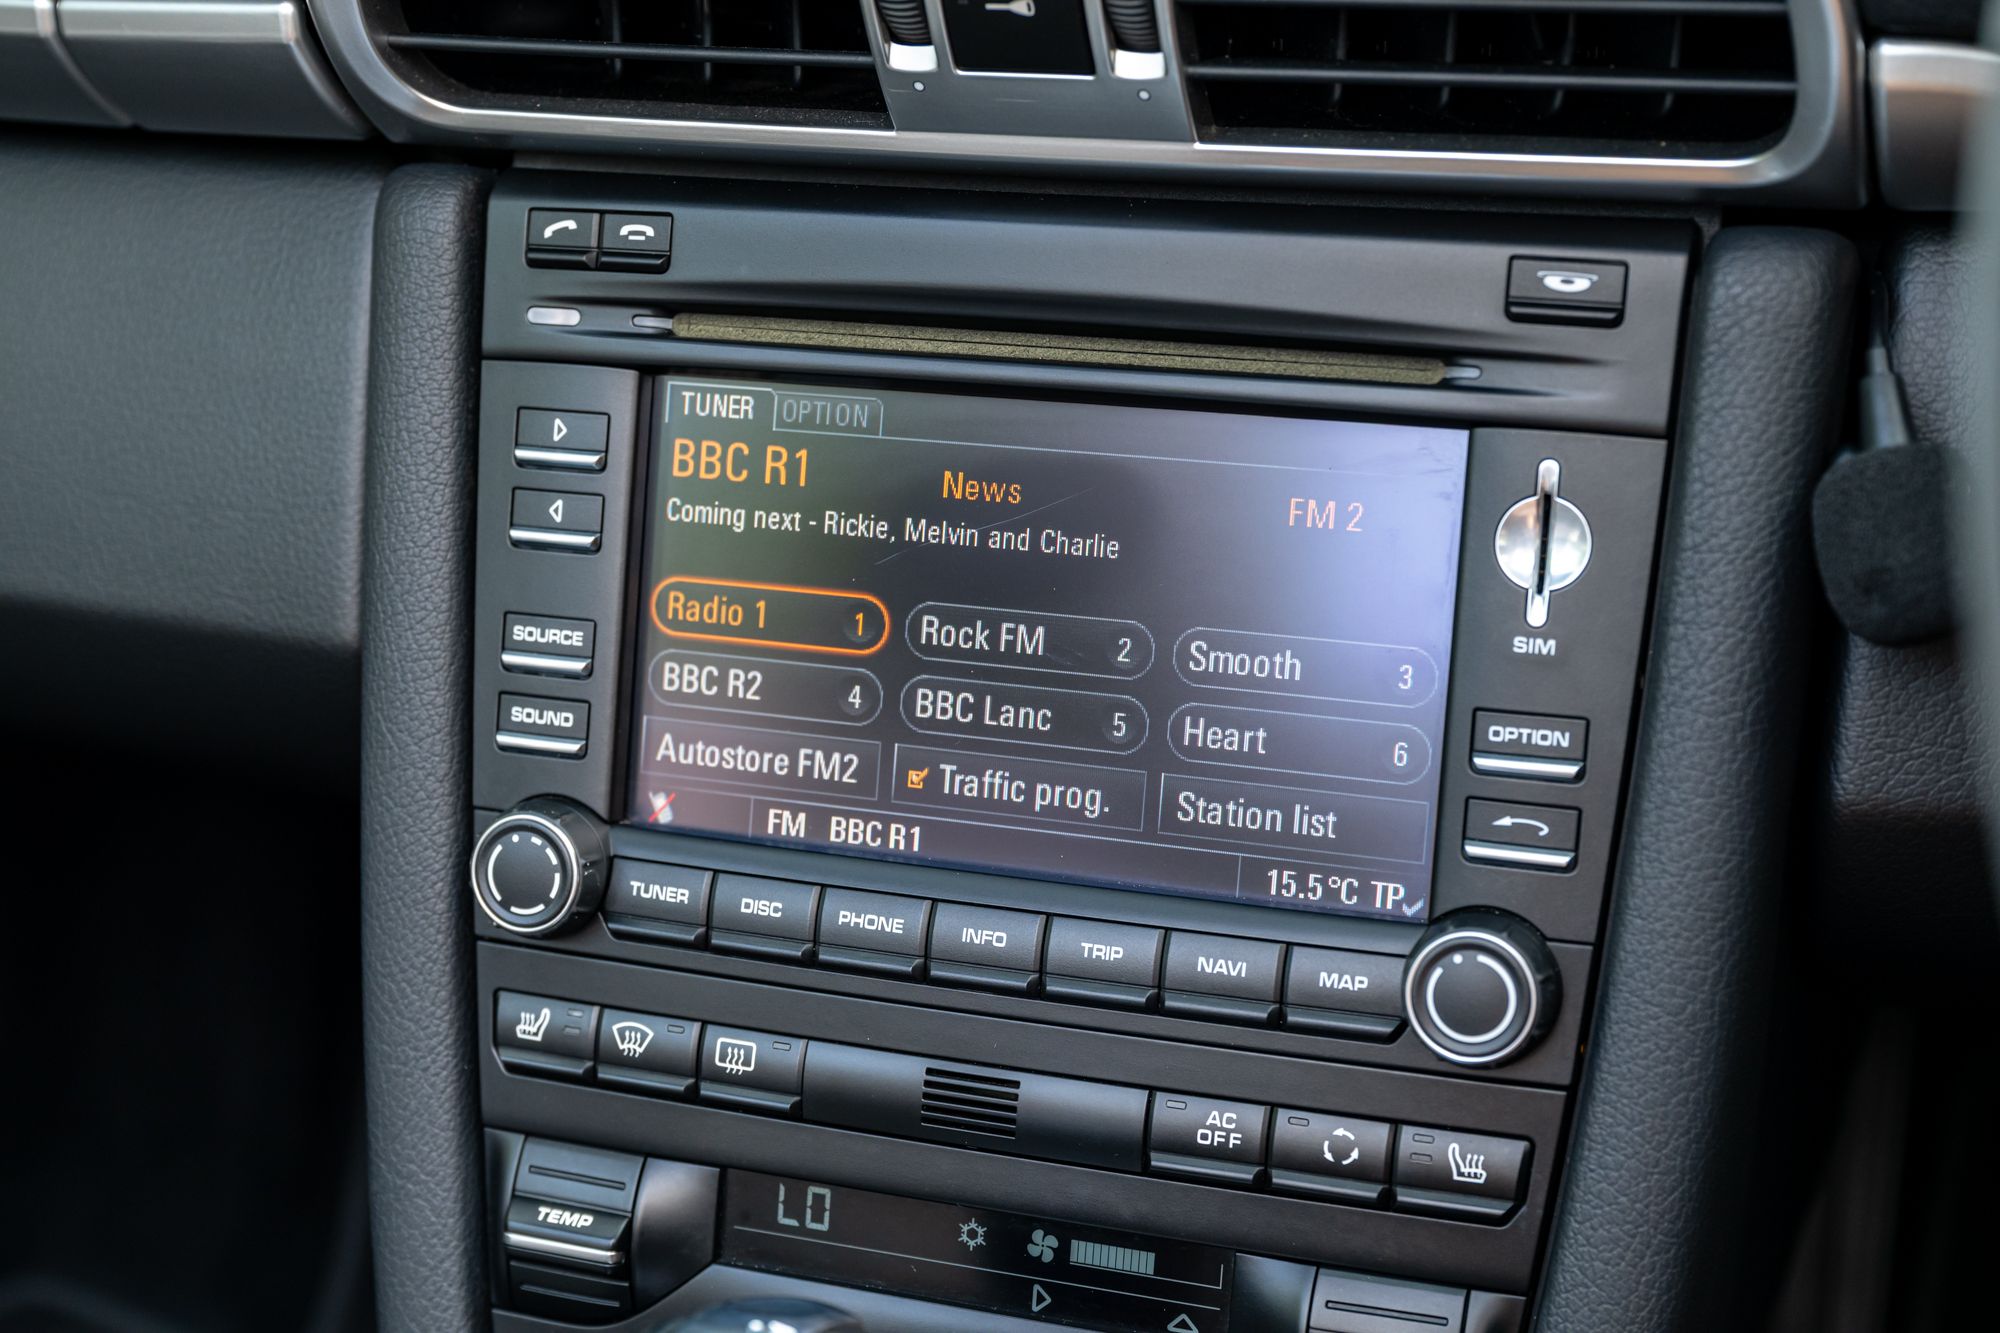 TUNER OPTION
BBC R1 News FM 2
Coming next - Rickie, Melvin and Charlie
Radio 1 1 Rock FM 2 Smooth 3
BBC R2 4 BBC Lanc 5 Heart 6
Autostore FM2 Traffic prog. Station list
FM BBC R1
15.5°C TP
SOURCE
SOUND
SIM
OPTION
TUNER DISC PHONE INFO TRIP NAVI MAP
AC
OFF
TEMP
LO